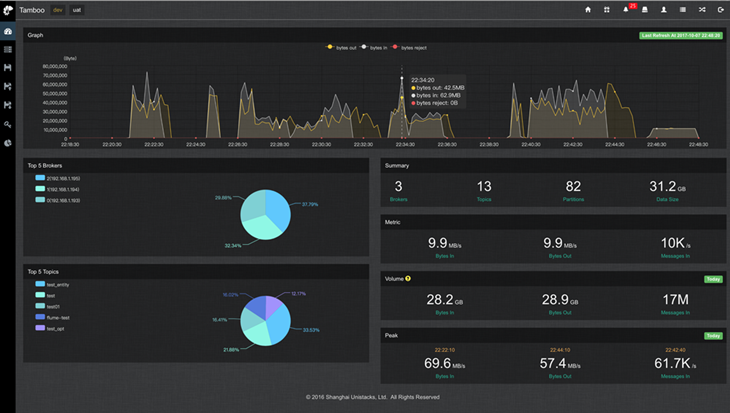 Tamboo dev uat 25
Graph Last Refresh At 2017-10-07 22:48:20
bytes out bytes in bytes reject
(Byte)
80,000,000
70,000,000
60,000,000
50,000,000
40,000,000
30,000,000
20,000,000
10,000,000
0
22:34:20
bytes out: 42.5MB
bytes in: 62.9MB
bytes reject: 0B
22:18:30 22:20:30 22:22:30 22:24:30 22:26:30 22:28:30 22:30:30 22:32:30 22:34:30 22:36:30 22:38:30 22:40:30 22:42:30 22:44:30 22:46:30 22:48:30
Top 5 Brokers
2(192.168.1.195)
1(192.168.1.194)
0(192.168.1.193)
29.88%
37.78%
32.34%
Top 5 Topics
test_entity
test
test01
flume-test
test_opt
16.02%
12.17%
16.41%
33.53%
21.88%
Summary
3 13 82 31.2 GB
Brokers Topics Partitions Data Size
Metric
9.9 MB/s 9.9 MB/s 10K /s
Bytes In Bytes Out Messages In
Volume Today
28.2 GB 28.9 GB 17M
Bytes In Bytes Out Messages In
Peak Today
22:22:10 22:44:10 22:42:40
69.6 MB/s 57.4 MB/s 61.7K /s
Bytes In Bytes Out Messages In
© 2016 Shanghai Unistacks, Ltd. All Rights Reserved